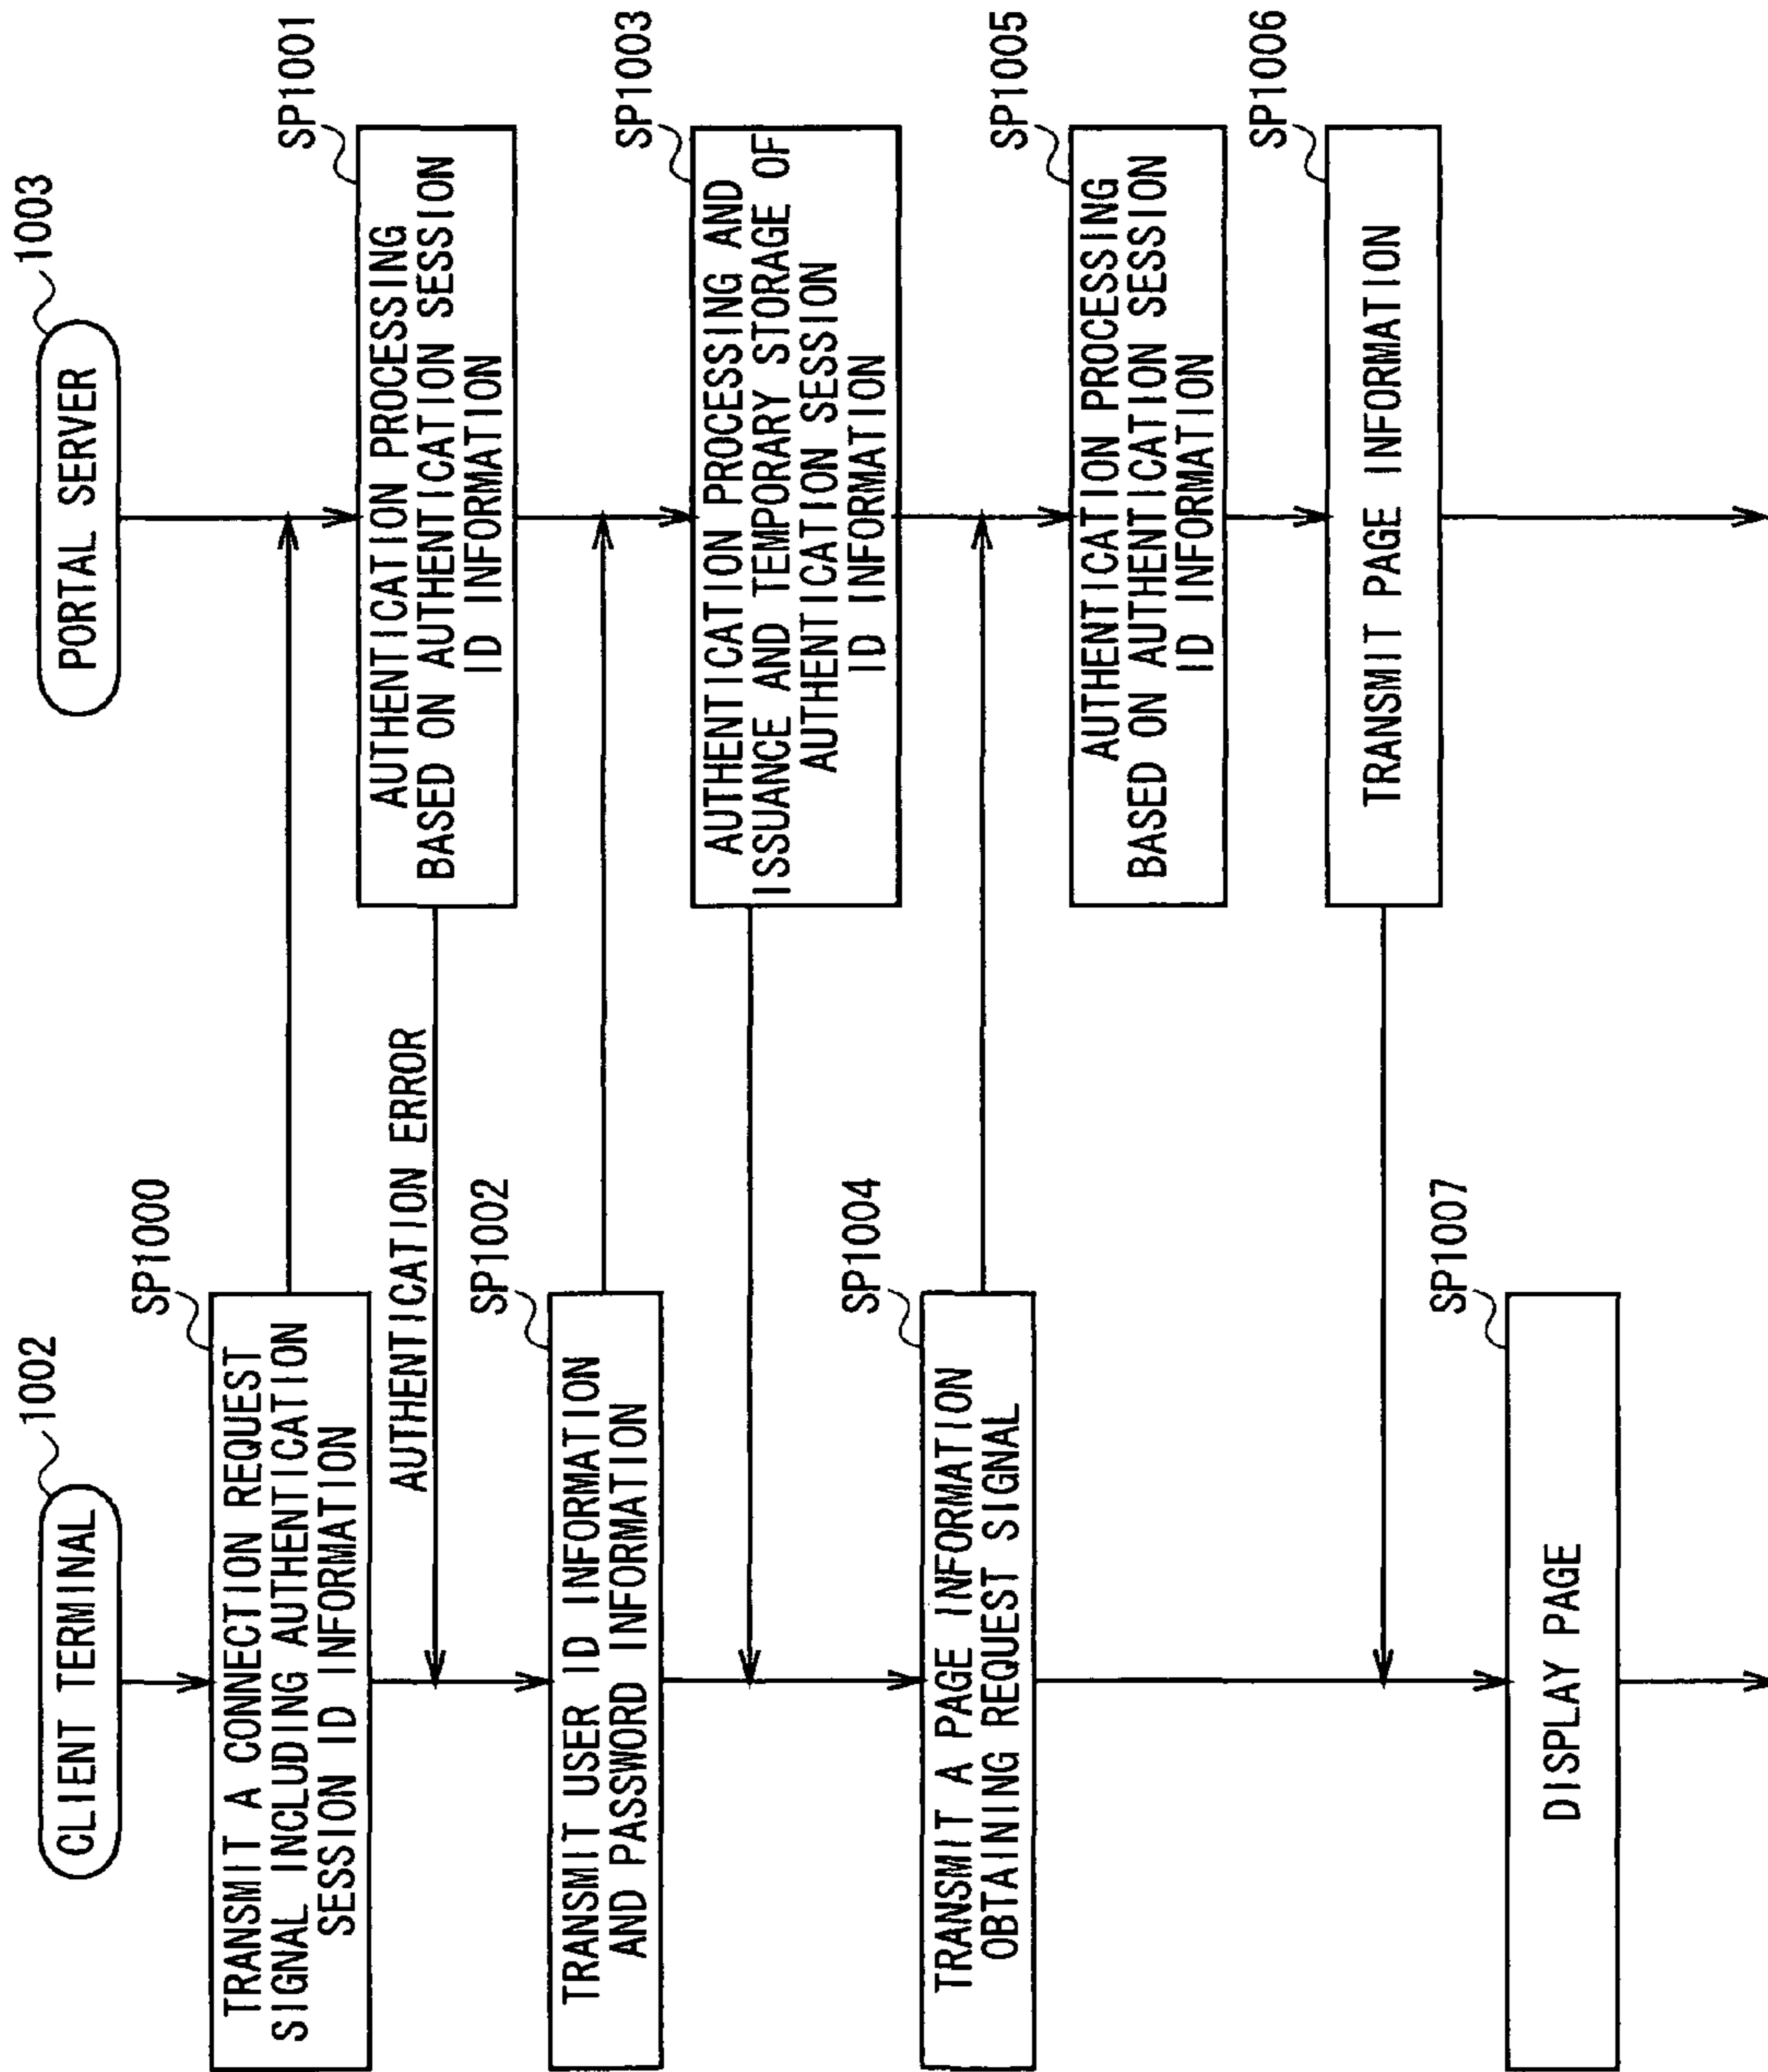 CLIENT TERMINAL
1002
PORTAL SERVER
1003
SP1000
TRANSMIT A CONNECTION REQUEST
SIGNAL INCLUDING AUTHENTICATION
SESSION ID INFORMATION
SP1001
AUTHENTICATION PROCESSING
BASED ON AUTHENTICATION SESSION
ID INFORMATION
AUTHENTICATION ERROR
SP1002
TRANSMIT USER ID INFORMATION
AND PASSWORD INFORMATION
SP1003
AUTHENTICATION PROCESSING AND
ISSUANCE AND TEMPORARY STORAGE OF
AUTHENTICATION SESSION
ID INFORMATION
SP1004
TRANSMIT A PAGE INFORMATION
OBTAINING REQUEST SIGNAL
SP1005
AUTHENTICATION PROCESSING
BASED ON AUTHENTICATION SESSION
ID INFORMATION
SP1006
TRANSMIT PAGE INFORMATION
SP1007
DISPLAY PAGE